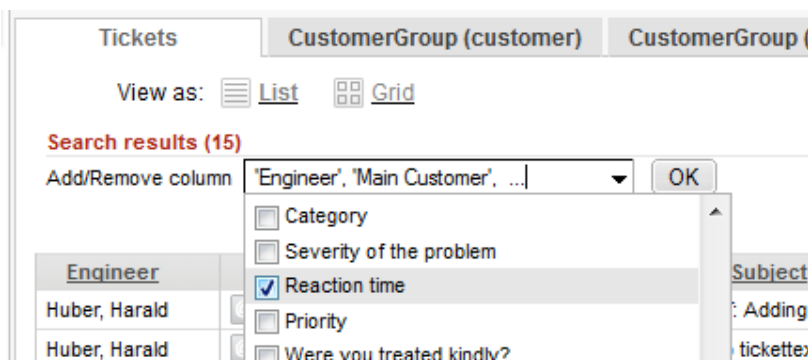 Tickets CustomerGroup (customer) CustomerGroup (
View as: List Grid
Search results (15)
Add/Remove column 'Engineer', 'Main Customer', ... OK
Category
Severity of the problem
Engineer Reaction time Subject
Huber, Harald Priority : Adding
Huber, Harald Were you treated kindly? tickette